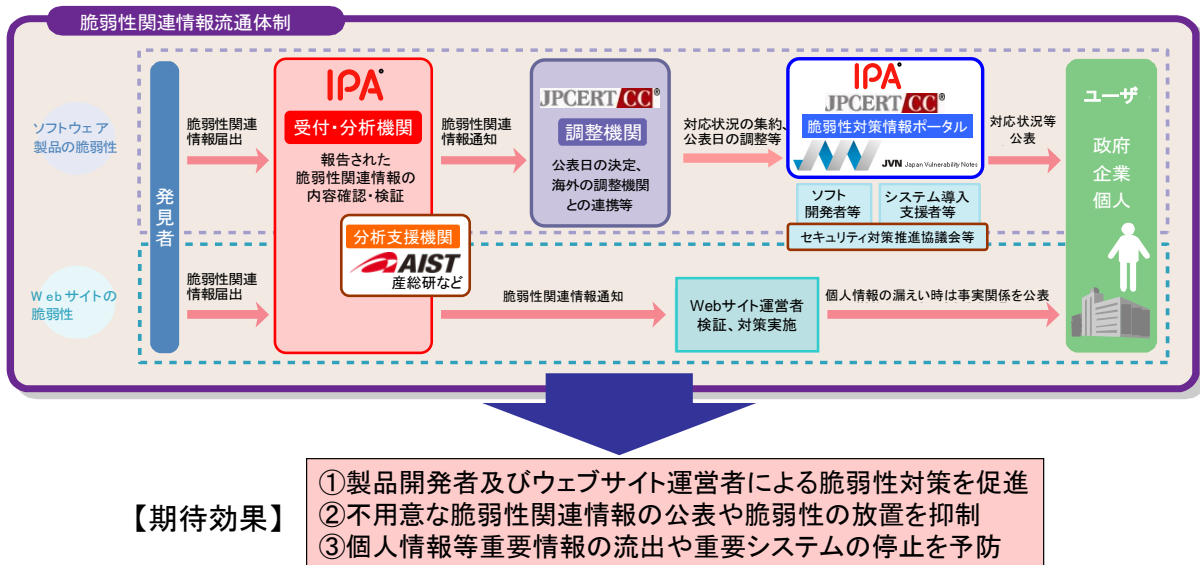 脆弱性関連情報流通体制
ソフトウェア
製品の脆弱性
Webサイトの
脆弱性
発見者
脆弱性関連
情報届出
脆弱性関連
情報届出
IPA
受付・分析機関
報告された
脆弱性関連情報の
内容確認・検証
分析支援機関
AIST
産総研など
脆弱性関連
情報通知
JPCERT CC®
調整機関
公表日の決定、
海外の調整機関
との連携等
対応状況の集約、
公表日の調整等
IPA
JPCERT CC®
脆弱性対策情報ポータル
JVN Japan Vulnerability Notes
ソフト
開発者等
システム導入
支援者等
セキュリティ対策推進協議会等
対応状況等
公表
脆弱性関連情報通知
Webサイト運営者
検証、対策実施
個人情報の漏えい時は事実関係を公表
ユーザ
政府
企業
個人
【期待効果】
①製品開発者及びウェブサイト運営者による脆弱性対策を促進
②不用意な脆弱性関連情報の公表や脆弱性の放置を抑制
③個人情報等重要情報の流出や重要システムの停止を予防